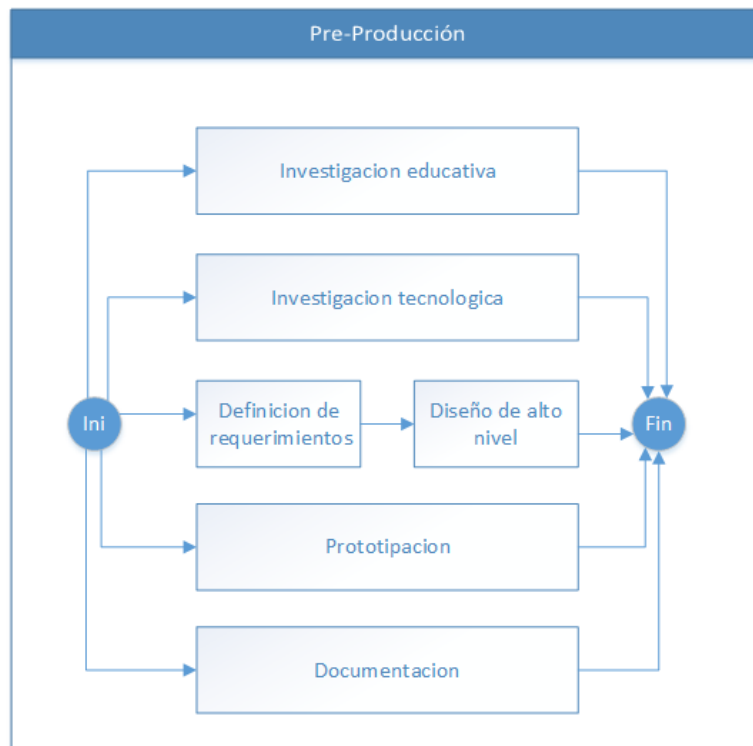 Pre-Producción
Investigacion educativa
Investigacion tecnologica
Ini
Definicion de
requerimientos
Diseño de alto
nivel
Fin
Prototipacion
Documentacion